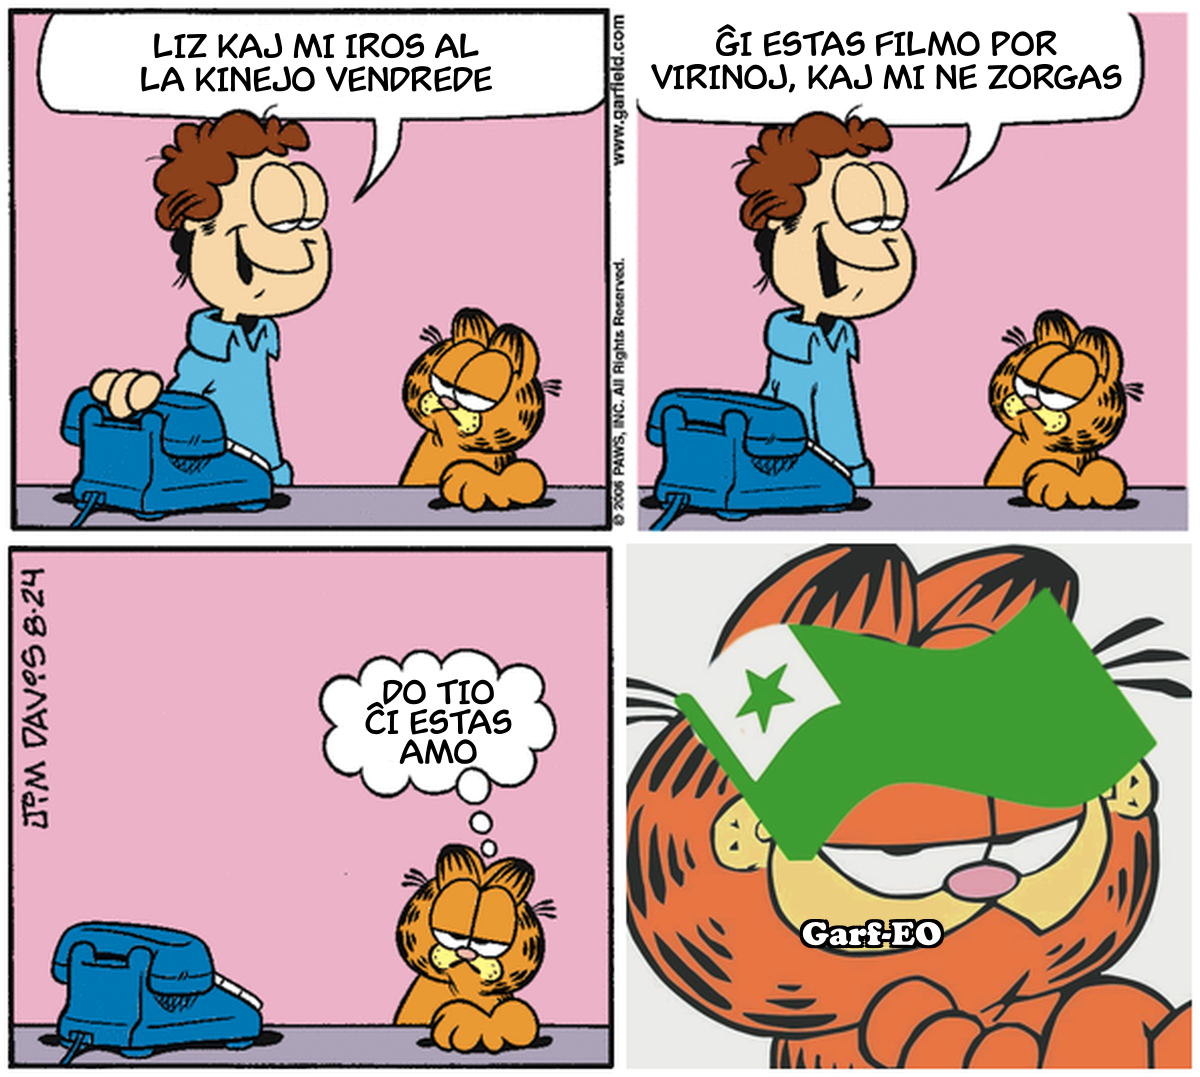 LIZ KAJ MI IROS AL
LA KINEJO VENDREDE
www.garfield.com
© 2006 PAWS, INC. All Rights Reserved.
ĜI ESTAS FILMO POR
VIRINOJ, KAJ MI NE ZORGAS
JIM DAVIS 8·24
DO TIO
ĈI ESTAS
AMO
Garf-EO